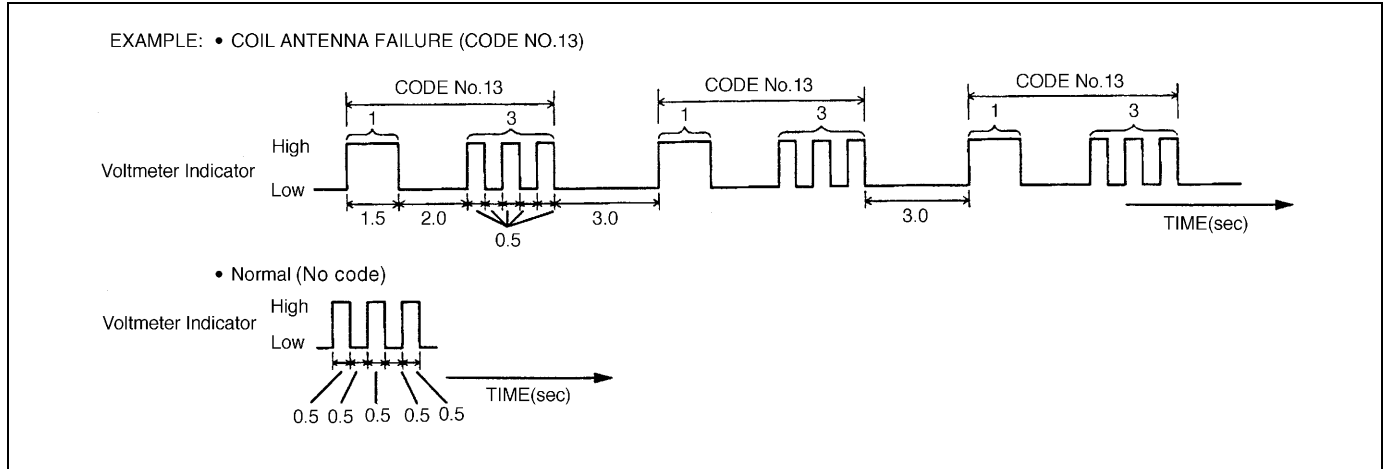 EXAMPLE: • COIL ANTENNA FAILURE (CODE NO.13)
CODE No.13 CODE No.13 CODE No.13
1 3 1 3 1 3
High
Voltmeter Indicator
Low
1.5 2.0 3.0 3.0
0.5
TIME(sec)
• Normal (No code)
High
Voltmeter Indicator
Low
TIME(sec)
0.5 0.5 0.5 0.5 0.5